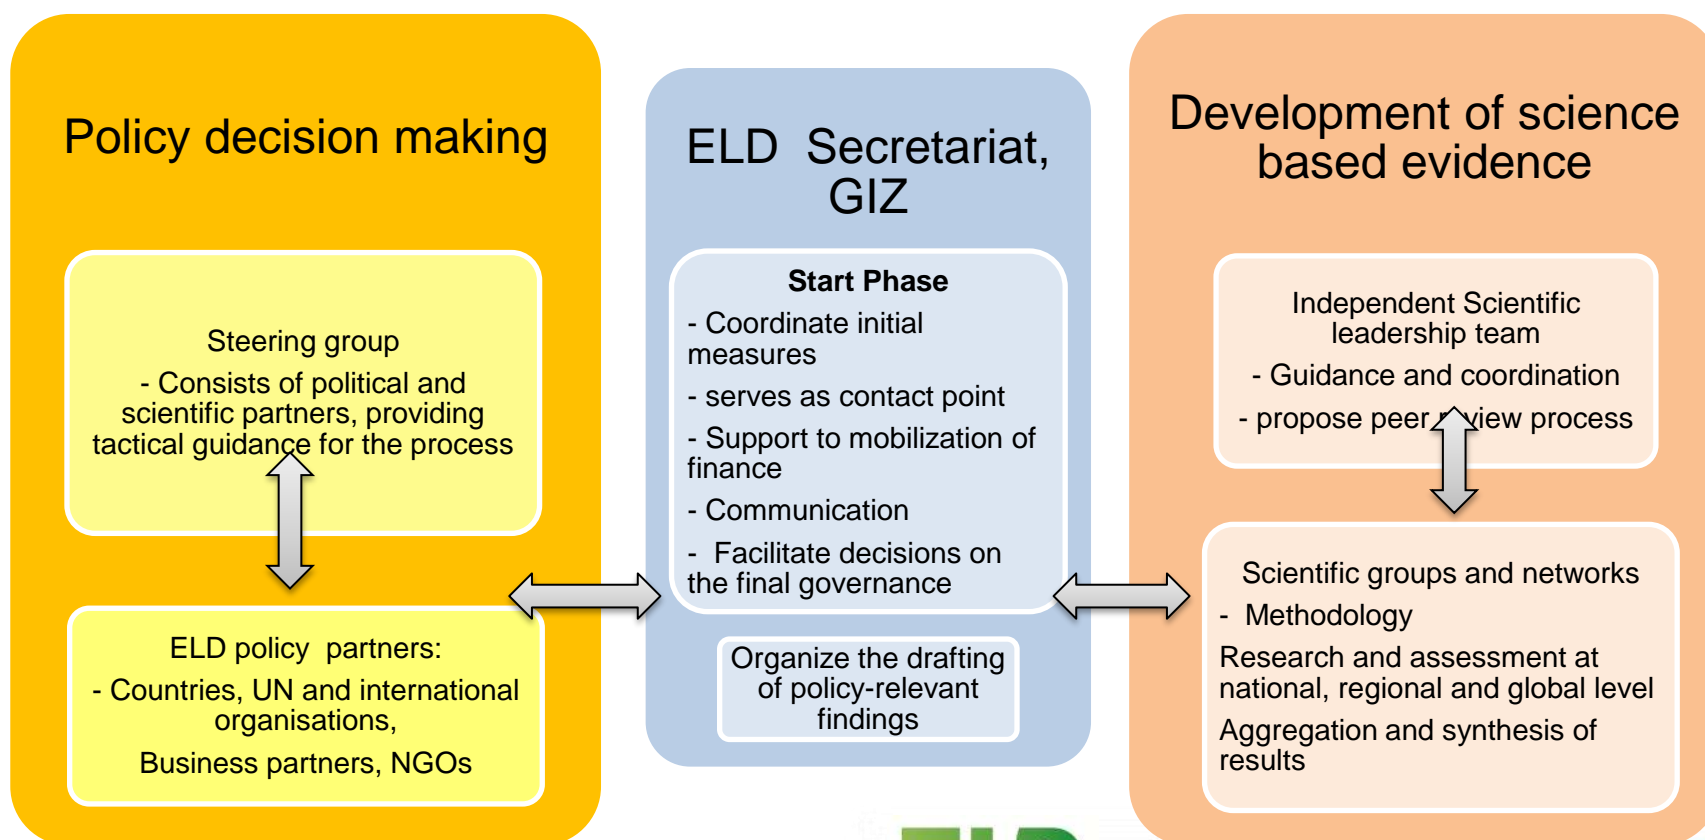 Policy decision making
Steering group
- Consists of political and
scientific partners, providing
tactical guidance for the process
ELD policy partners:
- Countries, UN and international
organisations,
Business partners, NGOs
ELD Secretariat,
GIZ
Start Phase
- Coordinate initial
measures
- serves as contact point
- Support to mobilization of
finance
- Communication
- Facilitate decisions on
the final governance
Organize the drafting
of policy-relevant
findings
Development of science
based evidence
Independent Scientific
leadership team
- Guidance and coordination
- propose peer review process
Scientific groups and networks
- Methodology
Research and assessment at
national, regional and global level
Aggregation and synthesis of
results
ELD